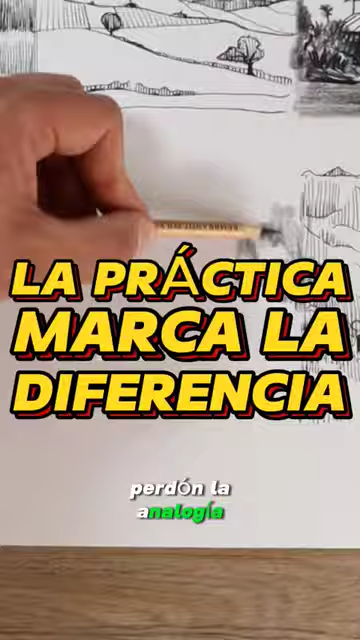 LA PRÁCTICA
MARCA LA
DIFERENCIA
perdón la
analogía